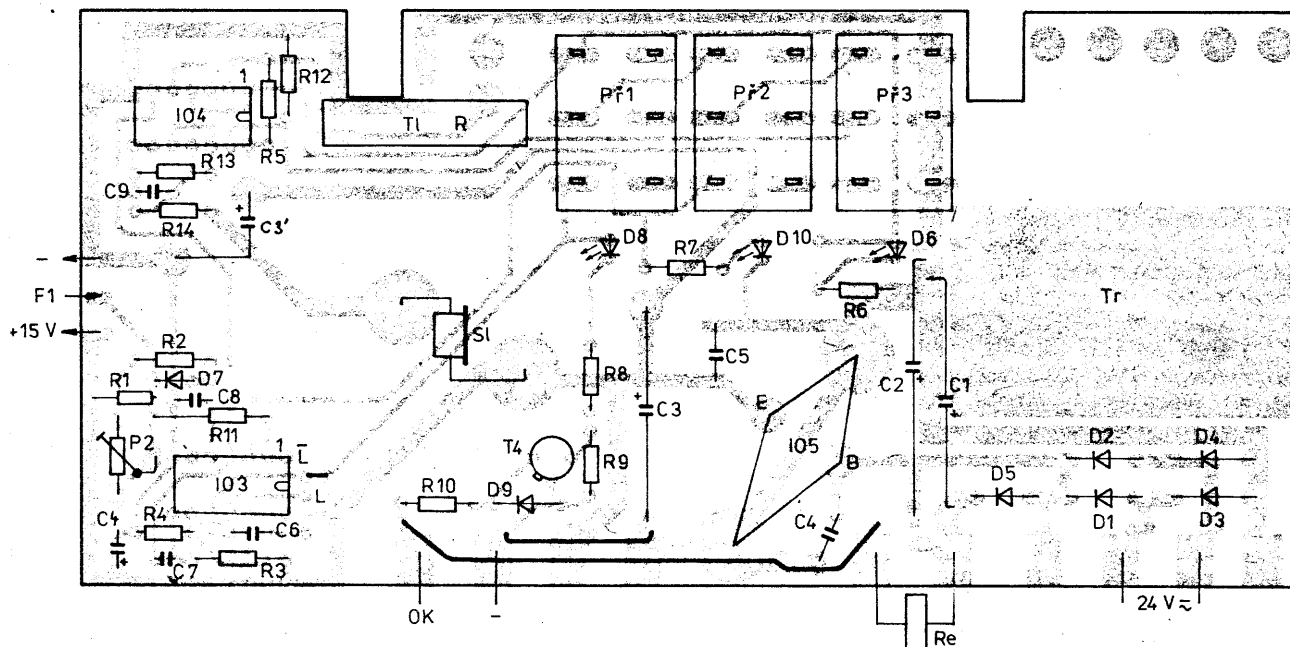 1
R12
IO4
R5
Tl R
Př1
Př2
Př3
R13
C9
R14
C3'
D8
R7
D10
D6
–
F1
+15 V
R6
Tr
Sl
R2
D7
R1
C8
R11
P2
C5
R8
C3
E
IO5
B
C2
C1
1
L̅
L
IO3
T4
R9
D2
D4
D5
D1
D3
R10
D9
C4
R4
C6
C7
R3
C4
OK
–
Re
24 V ≂